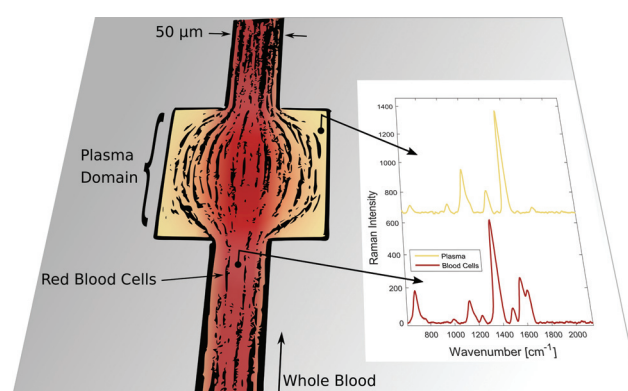 50 μm
Plasma
Domain
Red Blood Cells
Whole Blood
1400
1200
1000
800
600
400
200
0
Raman Intensity
Plasma
Blood Cells
800 1000 1200 1400 1600 1800 2000
Wavenumber [cm⁻¹]